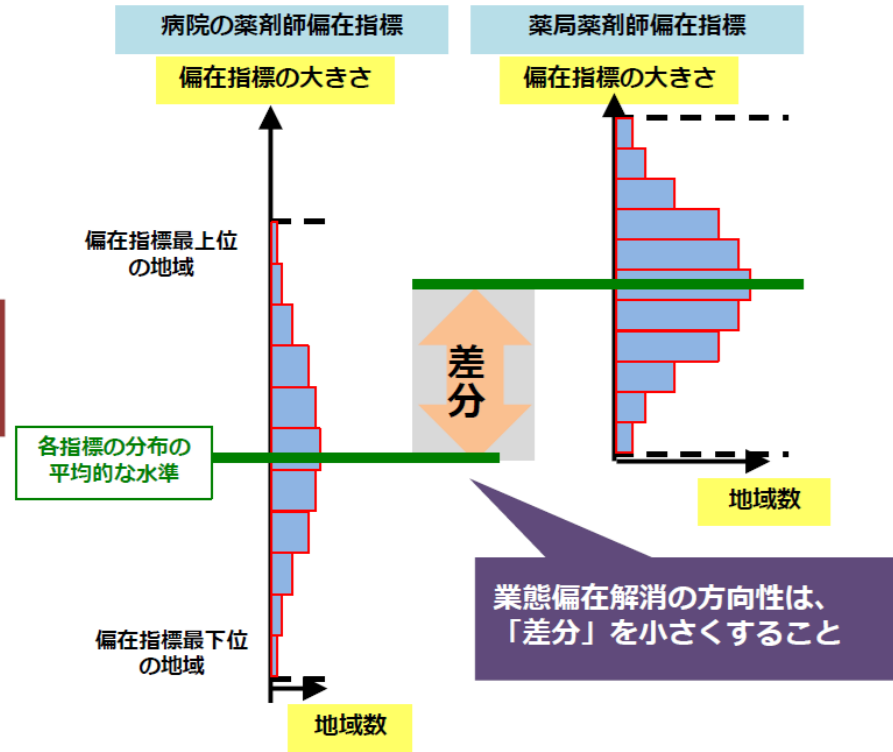 病院の薬剤師偏在指標
薬局薬剤師偏在指標
偏在指標の大きさ
偏在指標の大きさ
偏在指標最上位
の地域
差
分
各指標の分布の
平均的な水準
地域数
業態偏在解消の方向性は、
「差分」を小さくすること
偏在指標最下位
の地域
地域数